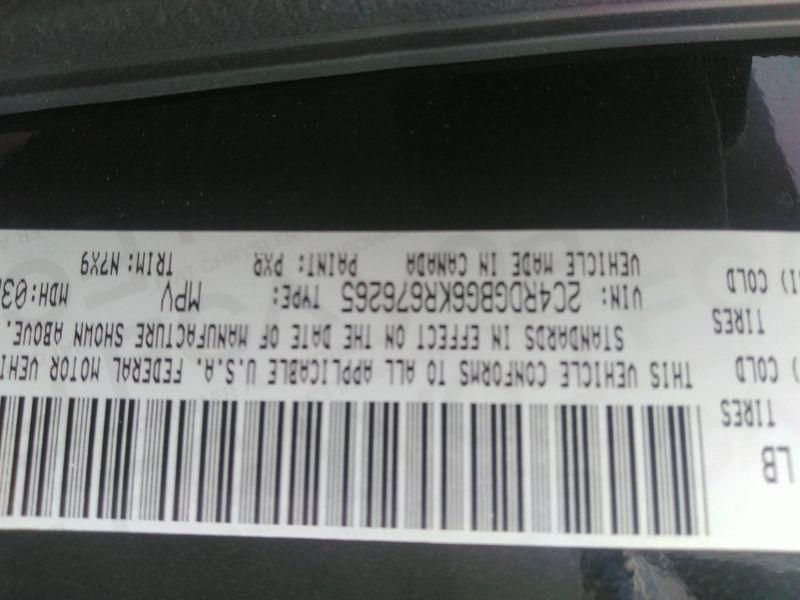 LB
TIRES
) COLD THIS VEHICLE CONFORMS TO ALL APPLICABLE U.S.A. FEDERAL MOTOR
STANDARDS IN EFFECT ON THE DATE OF MANUFACTURE SHOWN ABOVE.
TIRES
VIN: 2C4RDGBG6KR676265 TYPE: MPV MDH:03
COLD
VEHICLE MADE IN CANADA PAINT: PXR TRIM: N7X9